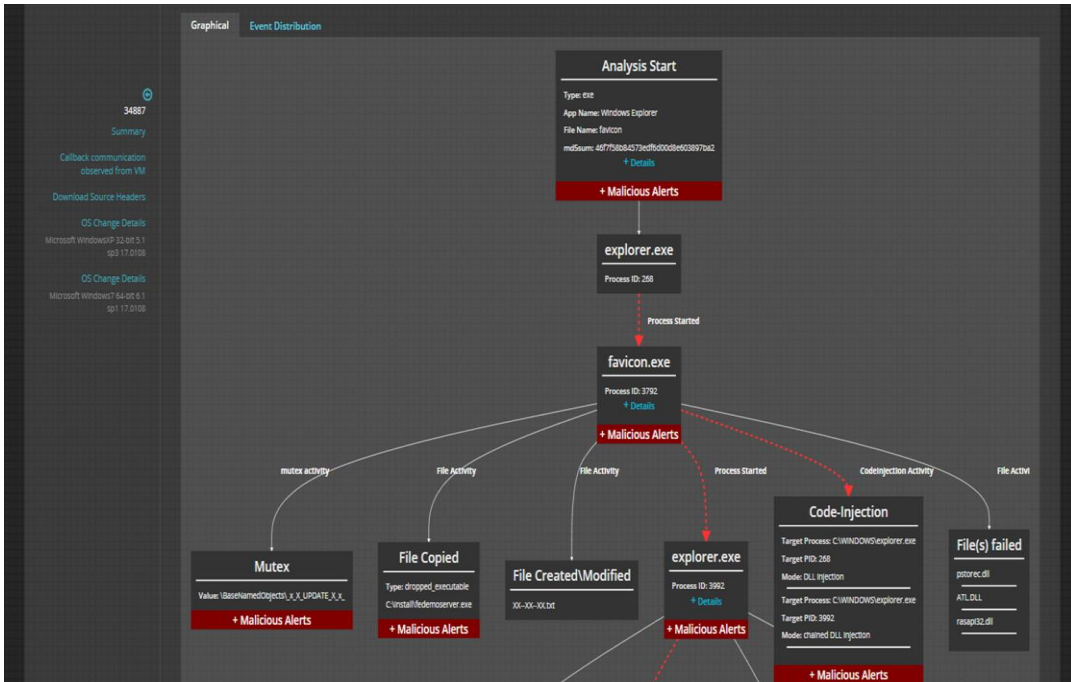 Graphical
Event Distribution
34887
Summary
Callback communication
observed from VM
Download Source Headers
OS Change Details
Microsoft WindowsXP 32-bit 5.1
sp3 17.0108
OS Change Details
Microsoft Windows7 64-bit 6.1
sp1 17.0108
Analysis Start
Type: exe
App Name: Windows Explorer
File Name: favicon
md5sum: 46f7f58b84573edf6d00d8e603897ba2
+ Details
+ Malicious Alerts
explorer.exe
Process ID: 268
Process Started
favicon.exe
Process ID: 3792
+ Details
+ Malicious Alerts
mutex activity
File Activity
File Activity
Process Started
CodeInjection Activity
File Activi
Mutex
Value: \BaseNamedObjects\_x_X_UPDATE_X_x_
+ Malicious Alerts
File Copied
Type: dropped_executable
C:\install\fedemoserver.exe
+ Malicious Alerts
File Created\Modified
XX--XX--XX.txt
explorer.exe
Process ID: 3992
+ Details
+ Malicious Alerts
Code-Injection
Target Process: C:\WINDOWS\explorer.exe
Target PID: 268
Mode: DLL Injection
Target Process: C:\WINDOWS\explorer.exe
Target PID: 3992
Mode: chained DLL Injection
+ Malicious Alerts
File(s) failed
pstorec.dll
ATL.DLL
rasapi32.dll